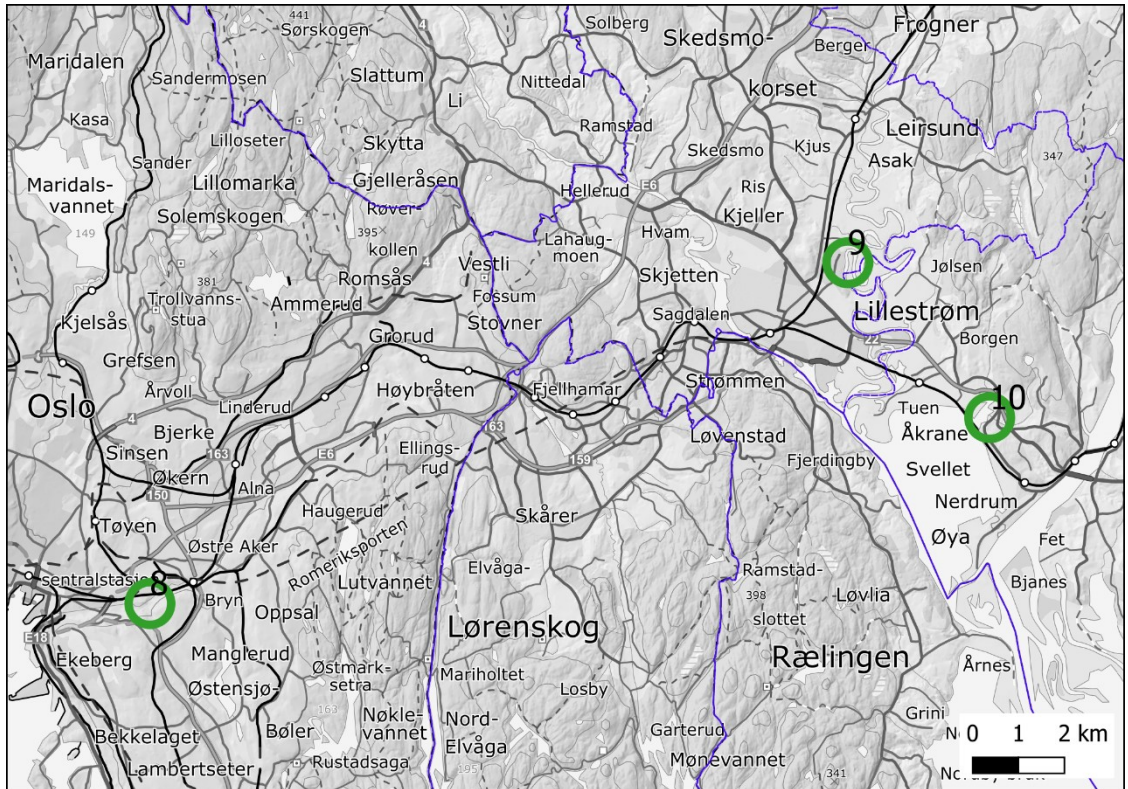 441
Sørskogen
4
Solberg
Skedsmo-
korset
Frogner
Berger
Maridalen
Sandermosen
Slattum
Nittedal
Li
Kasa
Lilloseter
Ramstad
Leirsund
Skytta
Skedsmo
Kjus
Asak
347
Sander
Lillomarka
Gjelleråsen
Hellerud
E6
Ris
Maridals-
vannet
149
Solemskogen
Røver-
kollen
395
Kjeller
Hvam
Lahaug-
moen
9
381
Romsås
4
Vestli
Skjetten
Jølsen
Trollvanns-
stua
Ammerud
Fossum
Stovner
Sagdalen
Lillestrøm
Kjelsås
Grorud
22
Borgen
Grefsen
Høybråten
Fjellhamar
Strømmen
10
Årvoll
Oslo
Linderud
Tuen
Åkrane
4
Bjerke
163
163
Løvenstad
Sinsen
E6
Ellings-
rud
159
Fjerdingby
Svellet
Økern
150
Alna
Nerdrum
Haugerud
Skårer
Tøyen
Øya
Østre Aker
Romeriksporten
Fet
sentralstasjon
8
Lutvannet
Elvåga-
Ramstad-
slottet
398
Bjanes
Bryn
Oppsal
Løvlia
E18
Lørenskog
Ekeberg
Manglerud
Rælingen
Østmark-
setra
Mariholtet
Årnes
Østensjø-
Losby
163
Nøkle-
vannet
Nord-
Elvåga
195
Grini
Bekkelaget
Bøler
Garterud
Mønevannet
Lambertseter
Rustadsaga
341
0 1 2 km